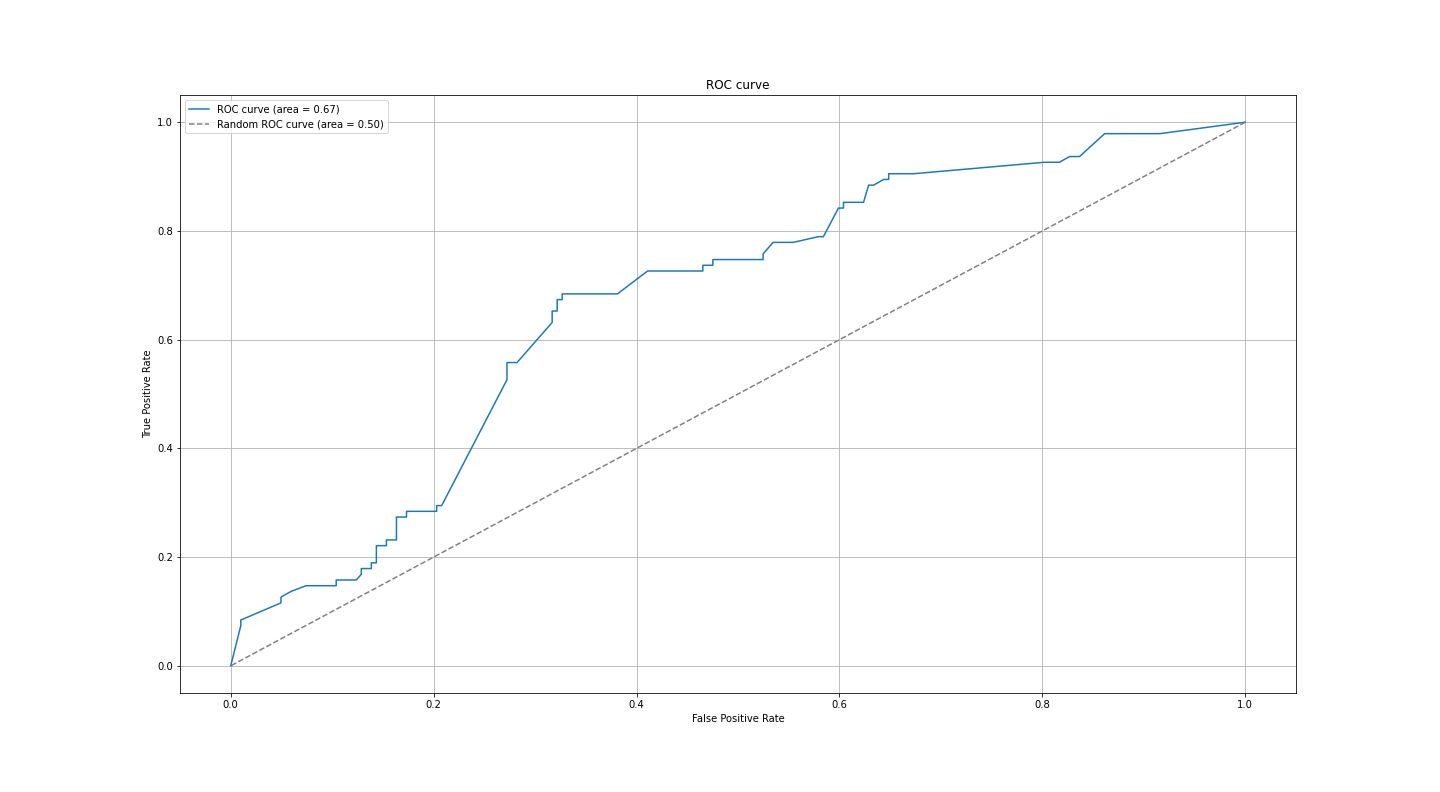 ROC curve
ROC curve (area = 0.67)
Random ROC curve (area = 0.50)
True Positive Rate
1.0
0.8
0.6
0.4
0.2
0.0
0.0 0.2 0.4 0.6 0.8 1.0
False Positive Rate